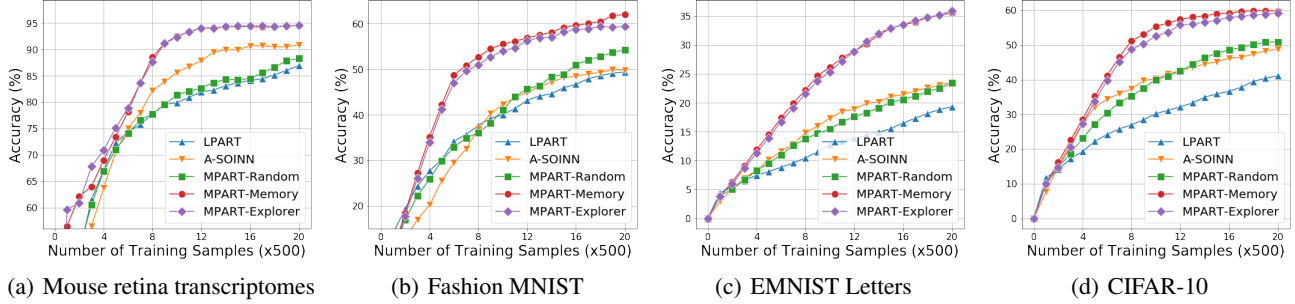 Accuracy (%)
95
90
85
80
75
70
65
60
LPART
A-SOINN
MPART-Random
MPART-Memory
MPART-Explorer
0 4 8 12 16 20
Number of Training Samples (x500)
(a) Mouse retina transcriptomes
Accuracy (%)
60
50
40
30
20
LPART
A-SOINN
MPART-Random
MPART-Memory
MPART-Explorer
0 4 8 12 16 20
Number of Training Samples (x500)
(b) Fashion MNIST
Accuracy (%)
35
30
25
20
15
10
5
0
LPART
A-SOINN
MPART-Random
MPART-Memory
MPART-Explorer
0 4 8 12 16 20
Number of Training Samples (x500)
(c) EMNIST Letters
Accuracy (%)
60
50
40
30
20
10
0
LPART
A-SOINN
MPART-Random
MPART-Memory
MPART-Explorer
0 4 8 12 16 20
Number of Training Samples (x500)
(d) CIFAR-10